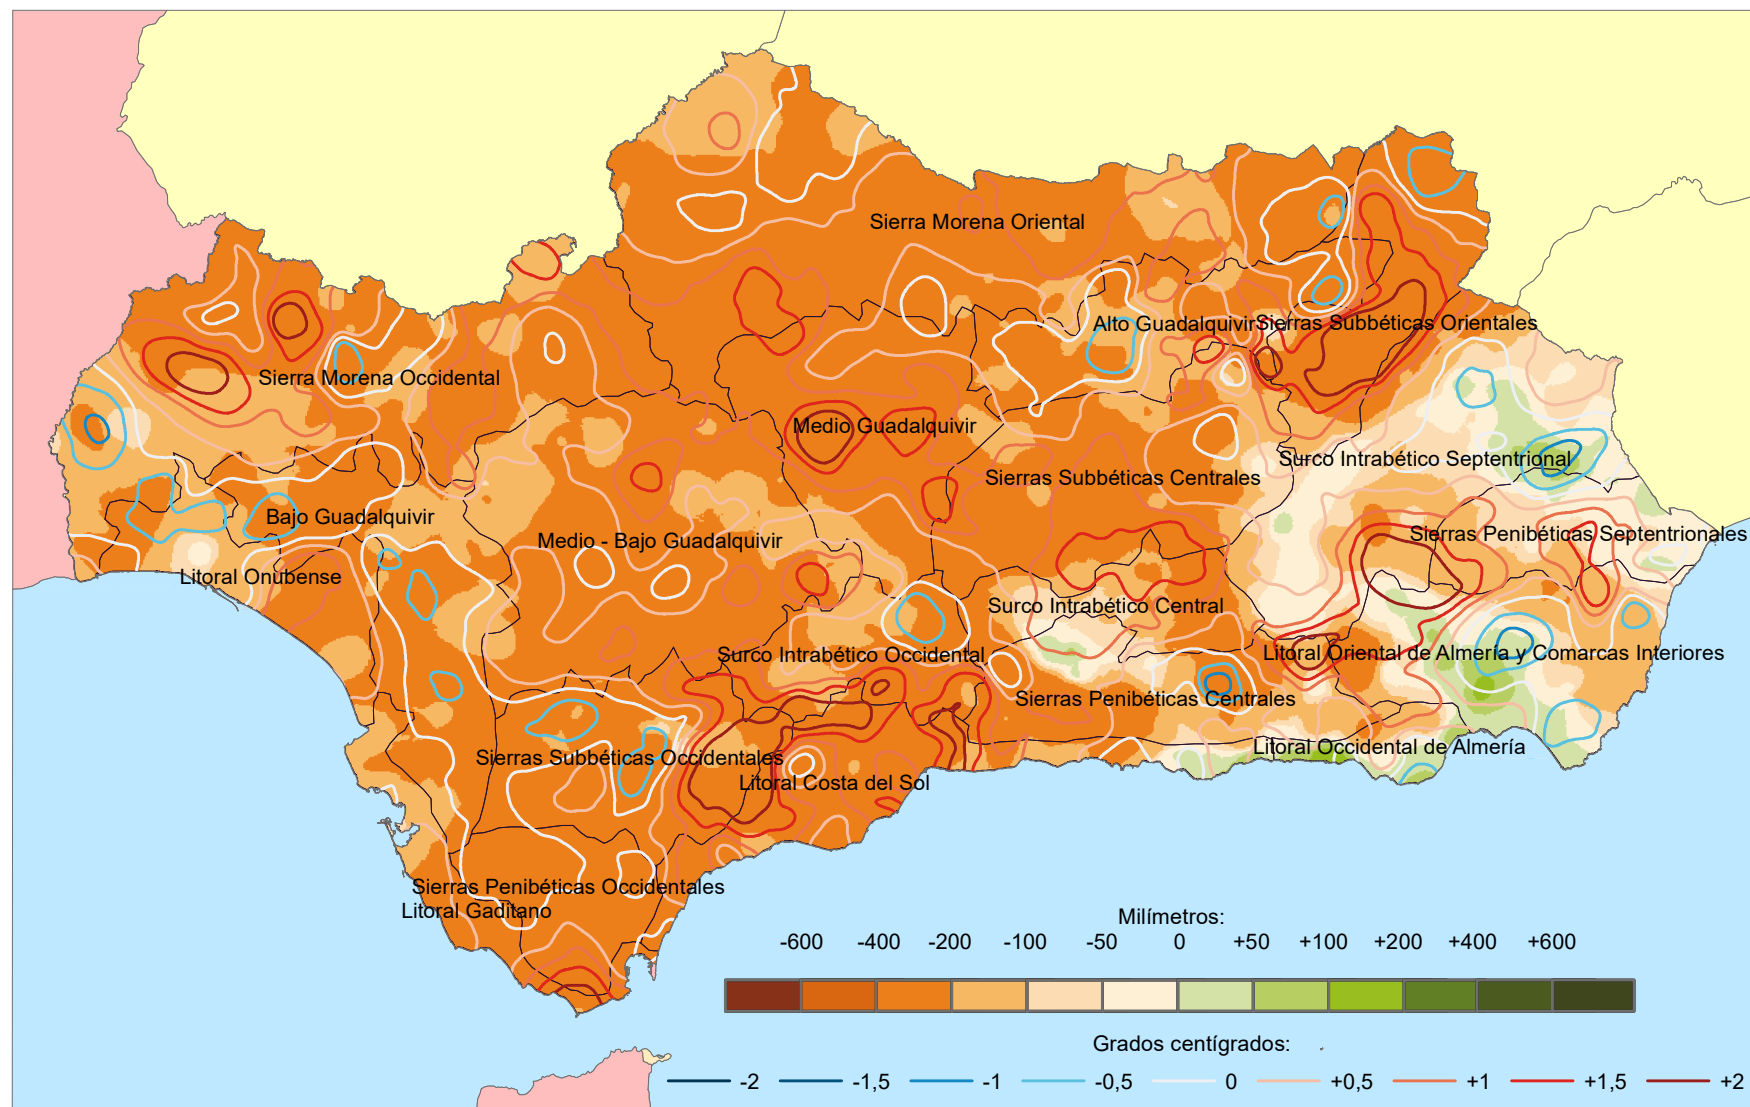 Sierra Morena Oriental
Alto Guadalquivir
Sierras Subbéticas Orientales
Sierra Morena Occidental
Medio Guadalquivir
Surco Intrabético Septentrional
Sierras Subbéticas Centrales
Bajo Guadalquivir
Medio - Bajo Guadalquivir
Sierras Penibéticas Septentrionales
Litoral Onubense
Surco Intrabético Central
Surco Intrabético Occidental
Litoral Oriental de Almería y Comarcas Interiores
Sierras Penibéticas Centrales
Sierras Subbéticas Occidentales
Litoral Occidental de Almería
Litoral Costa del Sol
Sierras Penibéticas Occidentales
Litoral Gaditano
Milímetros:
-600 -400 -200 -100 -50 0 +50 +100 +200 +400 +600
Grados centígrados:
-2 -1,5 -1 -0,5 0 +0,5 +1 +1,5 +2